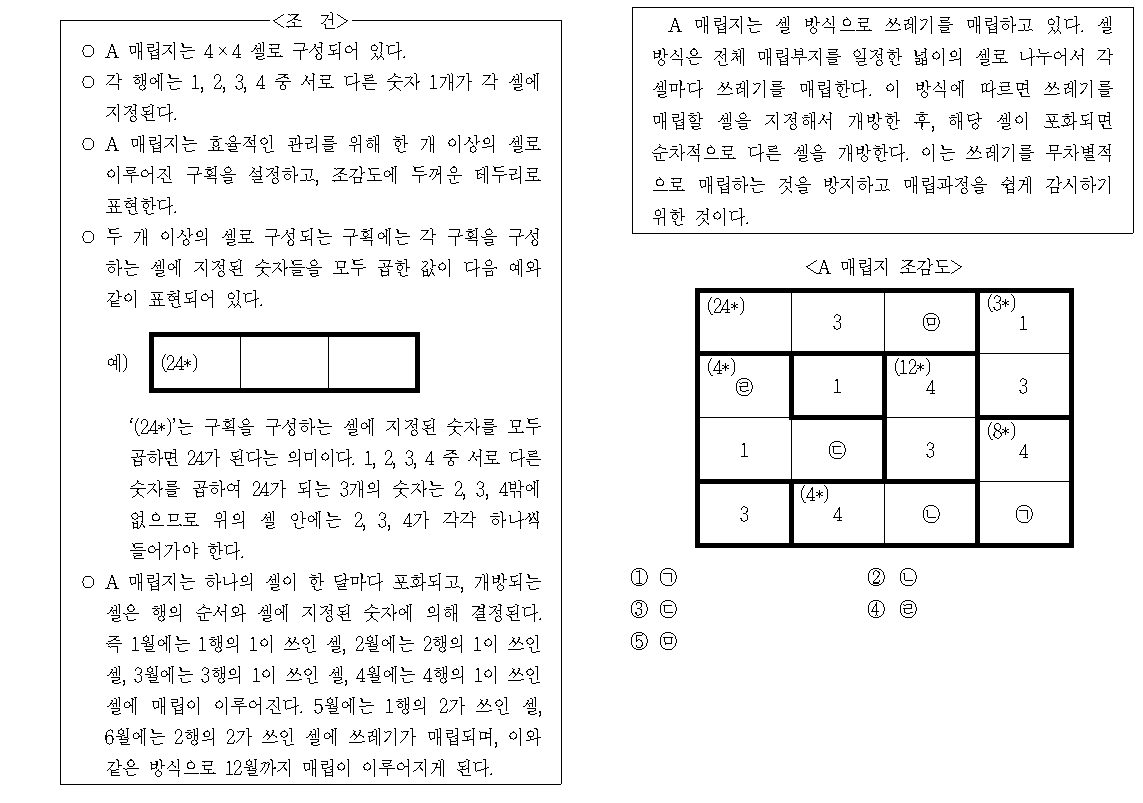 <조 건>
○ A 매립지는 4×4 셀로 구성되어 있다.
○ 각 행에는 1, 2, 3, 4 중 서로 다른 숫자 1개가 각 셀에
지정된다.
○ A 매립지는 효율적인 관리를 위해 한 개 이상의 셀로
이루어진 구획을 설정하고, 조감도에 두꺼운 테두리로
표현한다.
○ 두 개 이상의 셀로 구성되는 구획에는 각 구획을 구성
하는 셀에 지정된 숫자들을 모두 곱한 값이 다음 예와
같이 표현되어 있다.
예) (24*)
‘(24*)’는 구획을 구성하는 셀에 지정된 숫자를 모두
곱하면 24가 된다는 의미이다. 1, 2, 3, 4 중 서로 다른
숫자를 곱하여 24가 되는 3개의 숫자는 2, 3, 4밖에
없으므로 위의 셀 안에는 2, 3, 4가 각각 하나씩
들어가야 한다.
○ A 매립지는 하나의 셀이 한 달마다 포화되고, 개방되는
셀은 행의 순서와 셀에 지정된 숫자에 의해 결정된다.
즉 1월에는 1행의 1이 쓰인 셀, 2월에는 2행의 1이 쓰인
셀, 3월에는 3행의 1이 쓰인 셀, 4월에는 4행의 1이 쓰인
셀에 매립이 이루어진다. 5월에는 1행의 2가 쓰인 셀,
6월에는 2행의 2가 쓰인 셀에 쓰레기가 매립되며, 이와
같은 방식으로 12월까지 매립이 이루어지게 된다.
A 매립지는 셀 방식으로 쓰레기를 매립하고 있다. 셀
방식은 전체 매립부지를 일정한 넓이의 셀로 나누어서 각
셀마다 쓰레기를 매립한다. 이 방식에 따르면 쓰레기를
매립할 셀을 지정해서 개방한 후, 해당 셀이 포화되면
순차적으로 다른 셀을 개방한다. 이는 쓰레기를 무차별적
으로 매립하는 것을 방지하고 매립과정을 쉽게 감시하기
위한 것이다.
<A 매립지 조감도>
(24*) 3 ㉤ (3*) 1
(4*) ㉣ 1 (12*) 4 3
1 ㉢ 3 (8*) 4
3 (4*) 4 ㉡ ㉠
① ㉠ ② ㉡
③ ㉢ ④ ㉣
⑤ ㉤